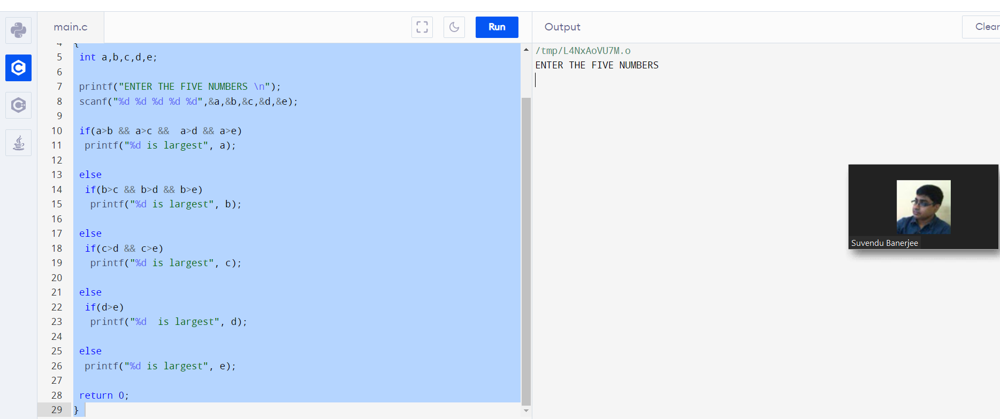 main.c
Run
Output
Clear
4 {
5 int a,b,c,d,e;
6
7 printf("ENTER THE FIVE NUMBERS \n");
8 scanf("%d %d %d %d %d",&a,&b,&c,&d,&e);
9
10 if(a>b && a>c &&  a>d && a>e)
11 printf("%d is largest", a);
12
13 else
14 if(b>c && b>d && b>e)
15 printf("%d is largest", b);
16
17 else
18 if(c>d && c>e)
19 printf("%d is largest", c);
20
21 else
22 if(d>e)
23 printf("%d  is largest", d);
24
25 else
26 printf("%d is largest", e);
27
28 return 0;
29 }
/tmp/L4NxAoVU7M.o
ENTER THE FIVE NUMBERS
Suvendu Banerjee